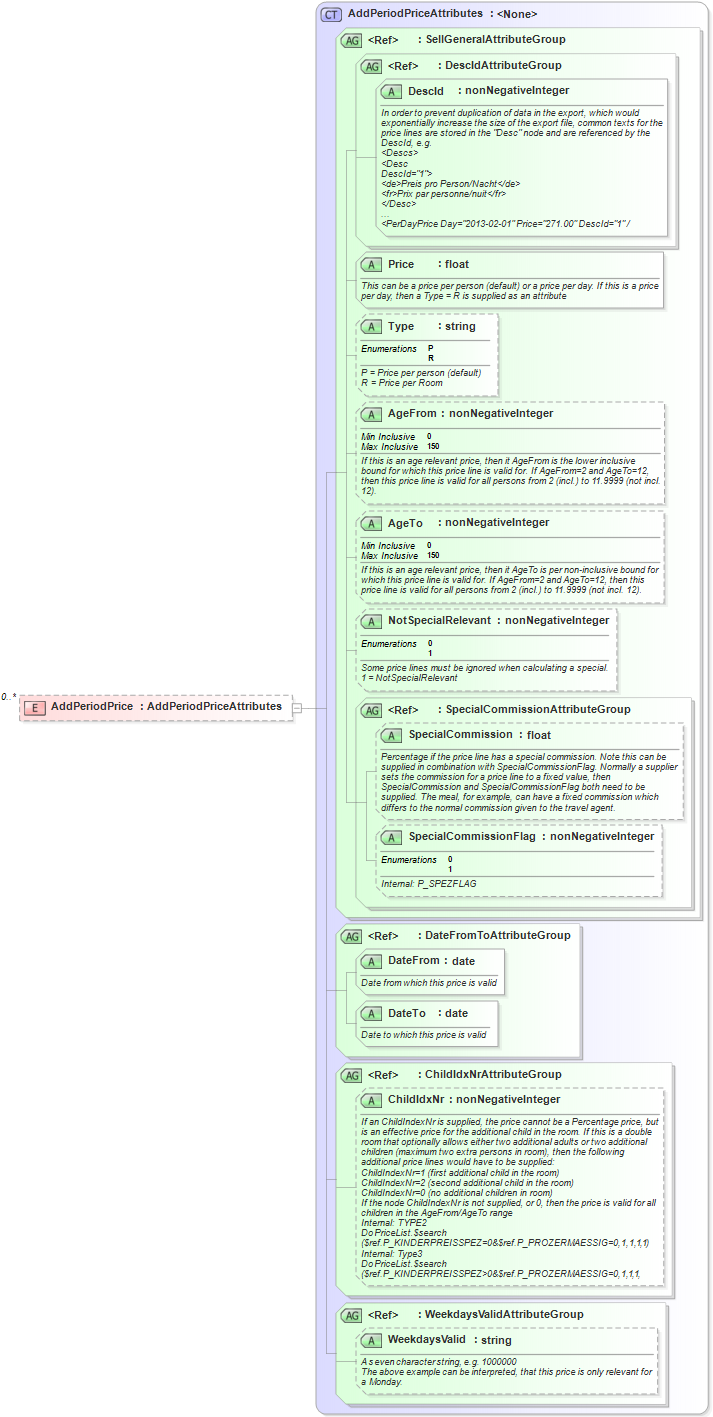 CT AddPeriodPriceAttributes : <None>
AG <Ref> : SellGeneralAttributeGroup
AG <Ref> : DescIdAttributeGroup
A DescId : nonNegativeInteger
In order to prevent duplication of data in the export, which would
exponentially increase the size of the export file, common texts for the
price lines are stored in the "Desc" node and are referenced by the
DescId, e.g.
<Descs>
<Desc
DescId="1">
<de>Preis pro Person/Nacht</de>
<fr>Prix par personne/nuit</fr>
</Desc>
...
<PerDayPrice Day="2013-02-01" Price="271.00" DescId="1" /
A Price : float
This can be a price per person (default) or a price per day. If this is a price
per day, then a Type = R is supplied as an attribute
A Type : string
Enumerations P
R
P = Price per person (default)
R = Price per Room
A AgeFrom : nonNegativeInteger
Min Inclusive 0
Max Inclusive 150
If this is an age relevant price, then it AgeFrom is the lower inclusive
bound for which this price line is valid for. If AgeFrom=2 and AgeTo=12,
then this price line is valid for all persons from 2 (incl.) to 11.9999 (not incl.
12).
A AgeTo : nonNegativeInteger
Min Inclusive 0
Max Inclusive 150
If this is an age relevant price, then it AgeTo is per non-inclusive bound for
which this price line is valid for. If AgeFrom=2 and AgeTo=12, then this
price line is valid for all persons from 2 (incl.) to 11.9999 (not incl. 12).
A NotSpecialRelevant : nonNegativeInteger
Enumerations 0
1
Some price lines must be ignored when calculating a special.
1 = NotSpecialRelevant
0..*
E AddPeriodPrice : AddPeriodPriceAttributes
AG <Ref> : SpecialCommissionAttributeGroup
A SpecialCommission : float
Percentage if the price line has a special commission. Note this can be
supplied in combination with SpecialCommissionFlag. Normally a supplier
sets the commission for a price line to a fixed value, then
SpecialCommission and SpecialCommissionFlag both need to be
supplied. The meal, for example, can have a fixed commission which
differs to the normal commission given to the travel agent.
A SpecialCommissionFlag : nonNegativeInteger
Enumerations 0
1
Internal: P_SPEZFLAG
AG <Ref> : DateFromToAttributeGroup
A DateFrom : date
Date from which this price is valid
A DateTo : date
Date to which this price is valid
AG <Ref> : ChildIdxNrAttributeGroup
A ChildIdxNr : nonNegativeInteger
If an ChildIndexNr is supplied, the price cannot be a Percentage price, but
is an effective price for the additional child in the room. If this is a double
room that optionally allows either two additional adults or two additional
children (maximum two extra persons in room), then the following
additional price lines would have to be supplied:
ChildIndexNr=1 (first additional child in the room)
ChildIndexNr=2 (second additional child in the room)
ChildIndexNr=0 (no additional children in room)
If the node ChildIndexNr is not supplied, or 0, then the price is valid for all
children in the AgeFrom/AgeTo range
Internal: TYPE2
Do PriceList.$search
($ref.P_KINDERPREISSPEZ=0&$ref.P_PROZERMAESSIG=0,1,1,1,1)
Internal: Type3
Do PriceList.$search
($ref.P_KINDERPREISSPEZ>0&$ref.P_PROZERMAESSIG=0,1,1,1,
AG <Ref> : WeekdaysValidAttributeGroup
A WeekdaysValid : string
A seven character string, e.g. 1000000
The above example can be interpreted, that this price is only relevant for
a Monday.